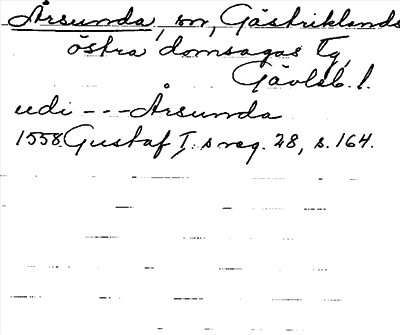 Årsunda, sn, Gästriklands
östra domsagas tg,
Gävleb. l.
udi --- Årsunda
1558 Gustaf I:s reg. 28, s. 164.